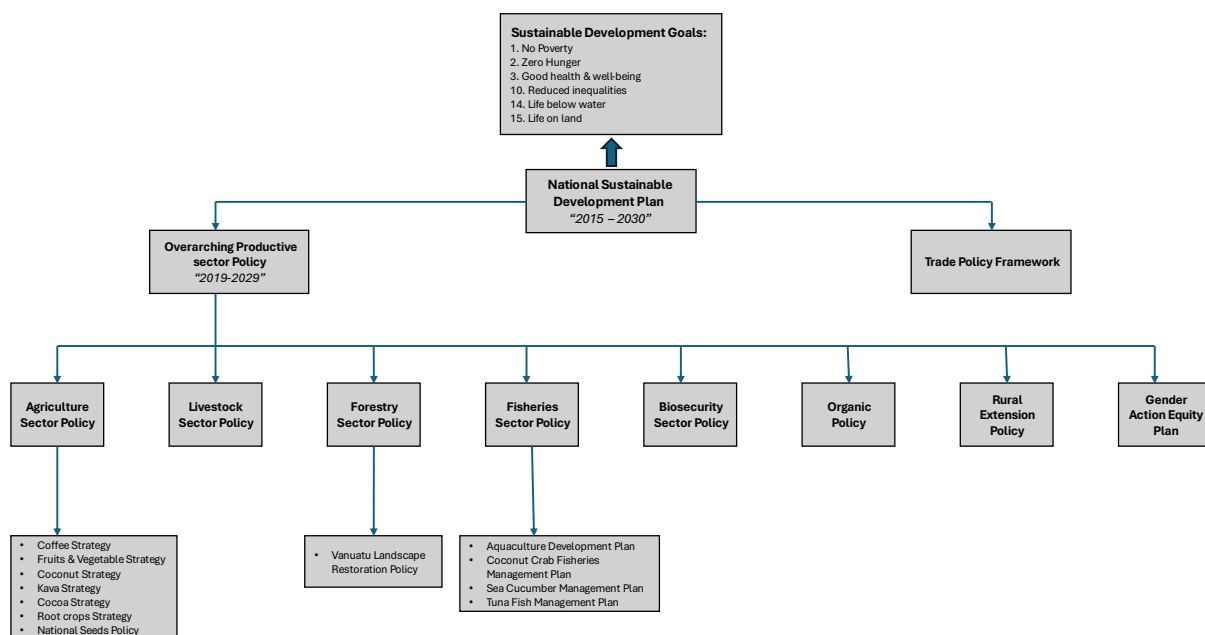 Sustainable Development Goals:
1. No Poverty
2. Zero Hunger
3. Good health & well-being
10. Reduced inequalities
14. Life below water
15. Life on land
National Sustainable
Development Plan
“2015 – 2030”
Overarching Productive
sector Policy
“2019-2029”
Trade Policy Framework
Agriculture
Sector Policy
Livestock
Sector Policy
Forestry
Sector Policy
Fisheries
Sector Policy
Biosecurity
Sector Policy
Organic
Policy
Rural
Extension
Policy
Gender
Action Equity
Plan
• Coffee Strategy
• Fruits & Vegetable Strategy
• Coconut Strategy
• Kava Strategy
• Cocoa Strategy
• Root crops Strategy
• National Seeds Policy
• Vanuatu Landscape
Restoration Policy
• Aquaculture Development Plan
• Coconut Crab Fisheries
Management Plan
• Sea Cucumber Management Plan
• Tuna Fish Management Plan